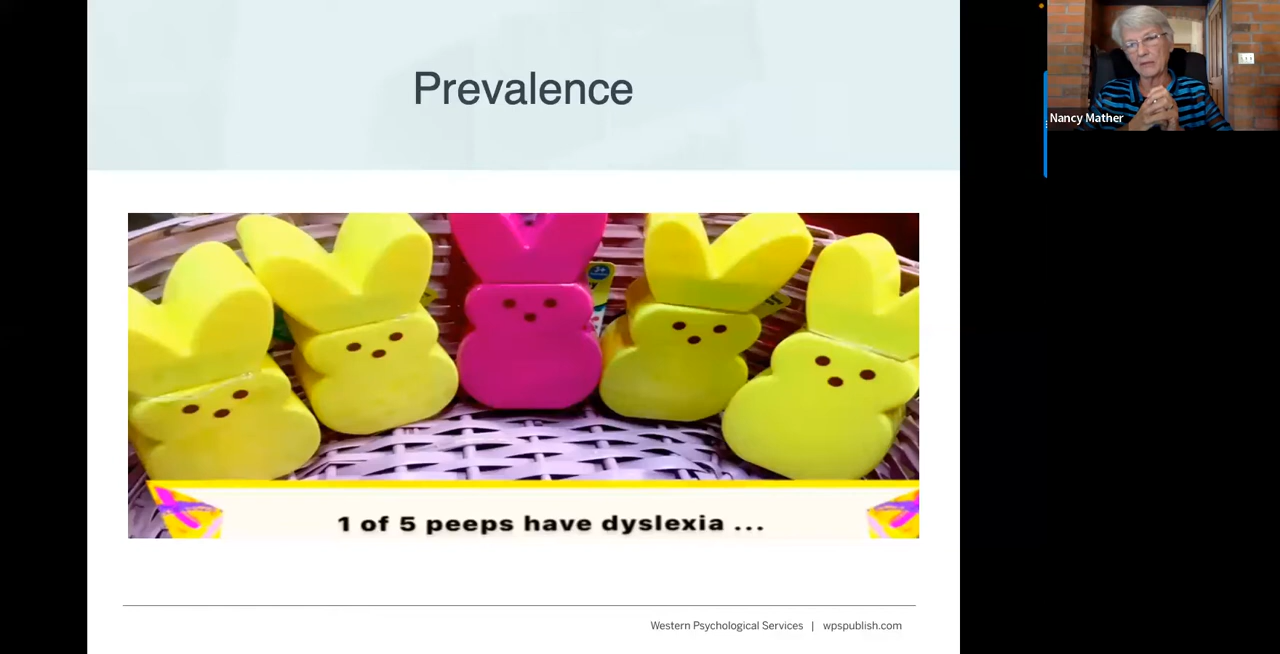 Prevalence
Nancy Mather
1 of 5 peeps have dyslexia ...
Western Psychological Services | wpspublish.com